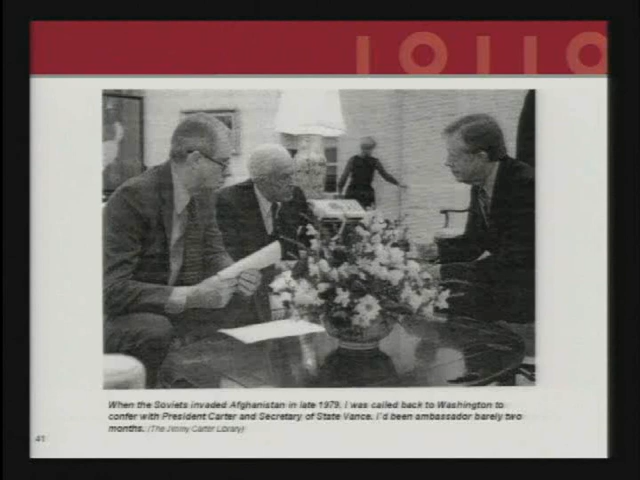 10110
When the Soviets invaded Afghanistan in late 1979, I was called back to Washington to
confer with President Carter and Secretary of State Vance. I'd been ambassador barely two
months. (The Jimmy Carter Library)
41